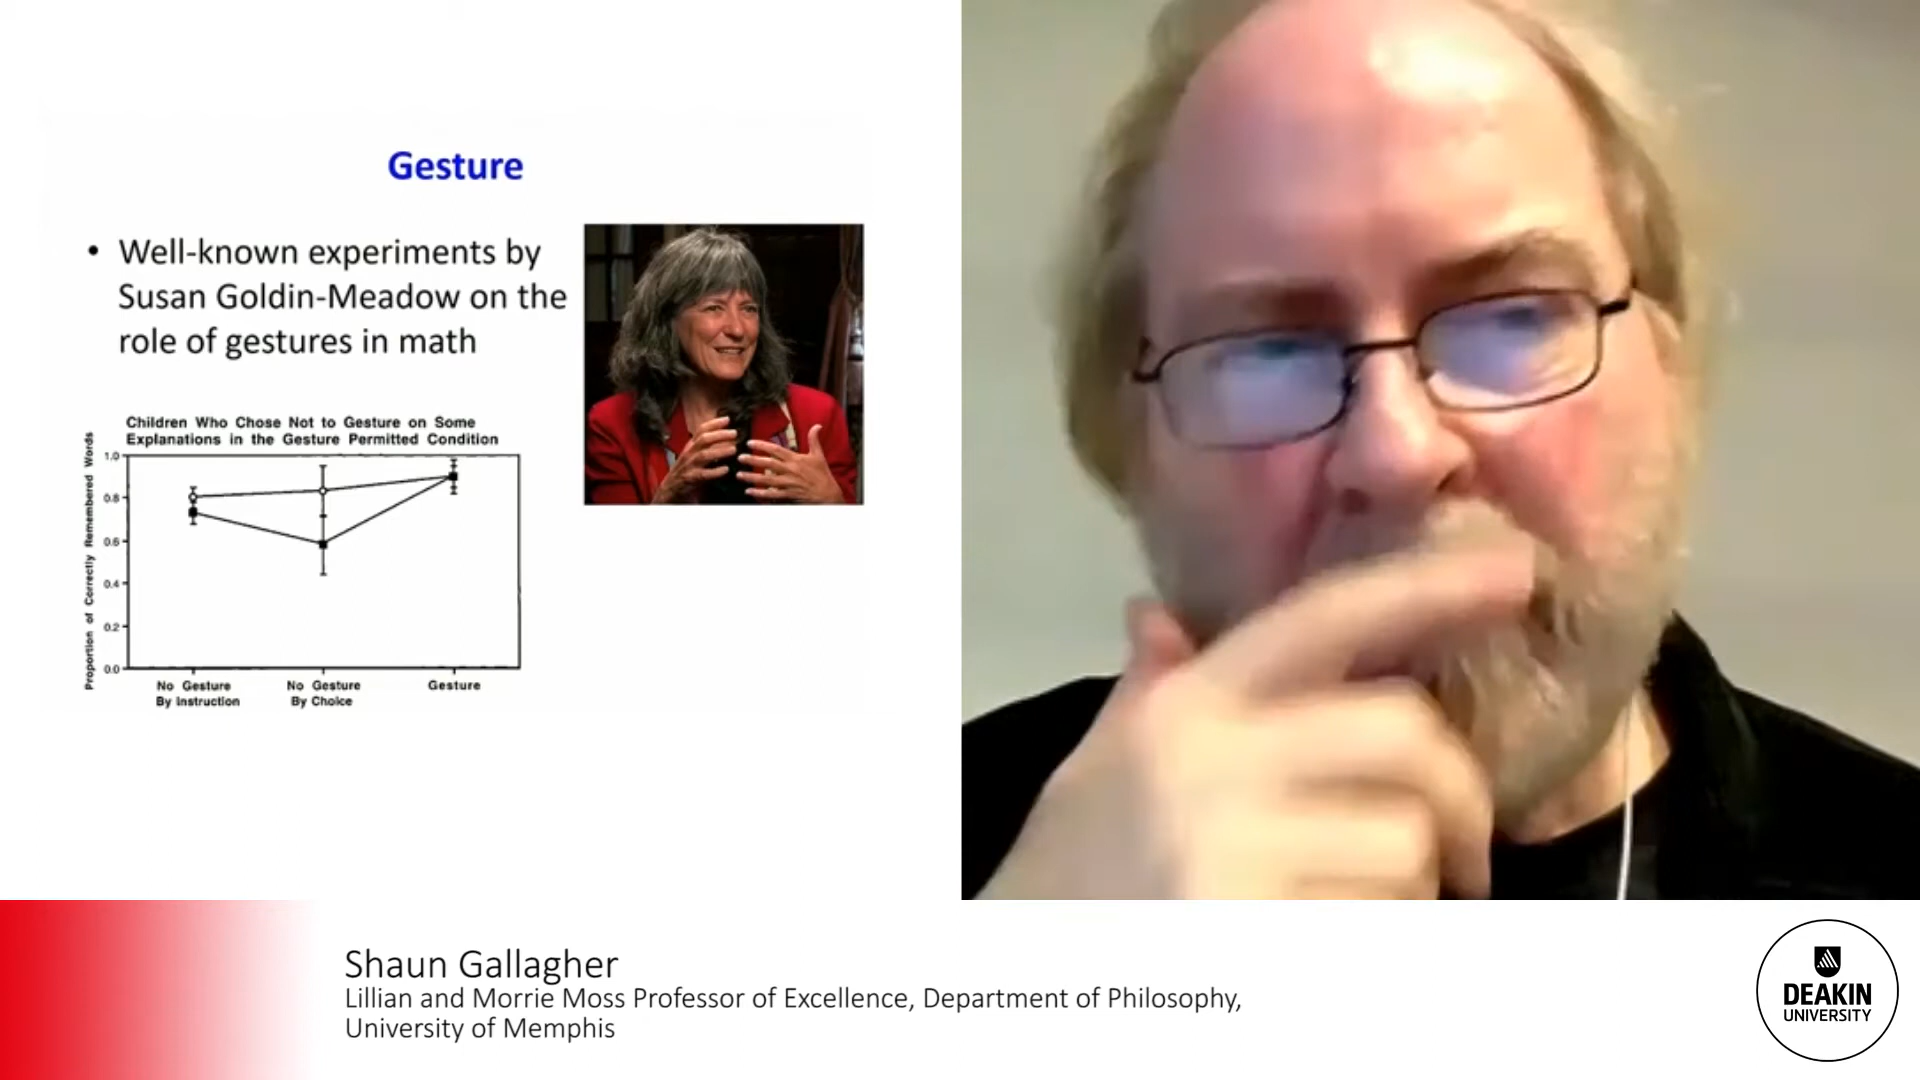 Gesture
• Well-known experiments by
Susan Goldin-Meadow on the
role of gestures in math
Children Who Chose Not to Gesture on Some
Explanations in the Gesture Permitted Condition
Proportion of Correctly Remembered Words
1.0
0.8
0.6
0.4
0.2
0.0
No Gesture
By Instruction
No Gesture
By Choice
Gesture
Shaun Gallagher
Lillian and Morrie Moss Professor of Excellence, Department of Philosophy,
University of Memphis
DEAKIN
UNIVERSITY